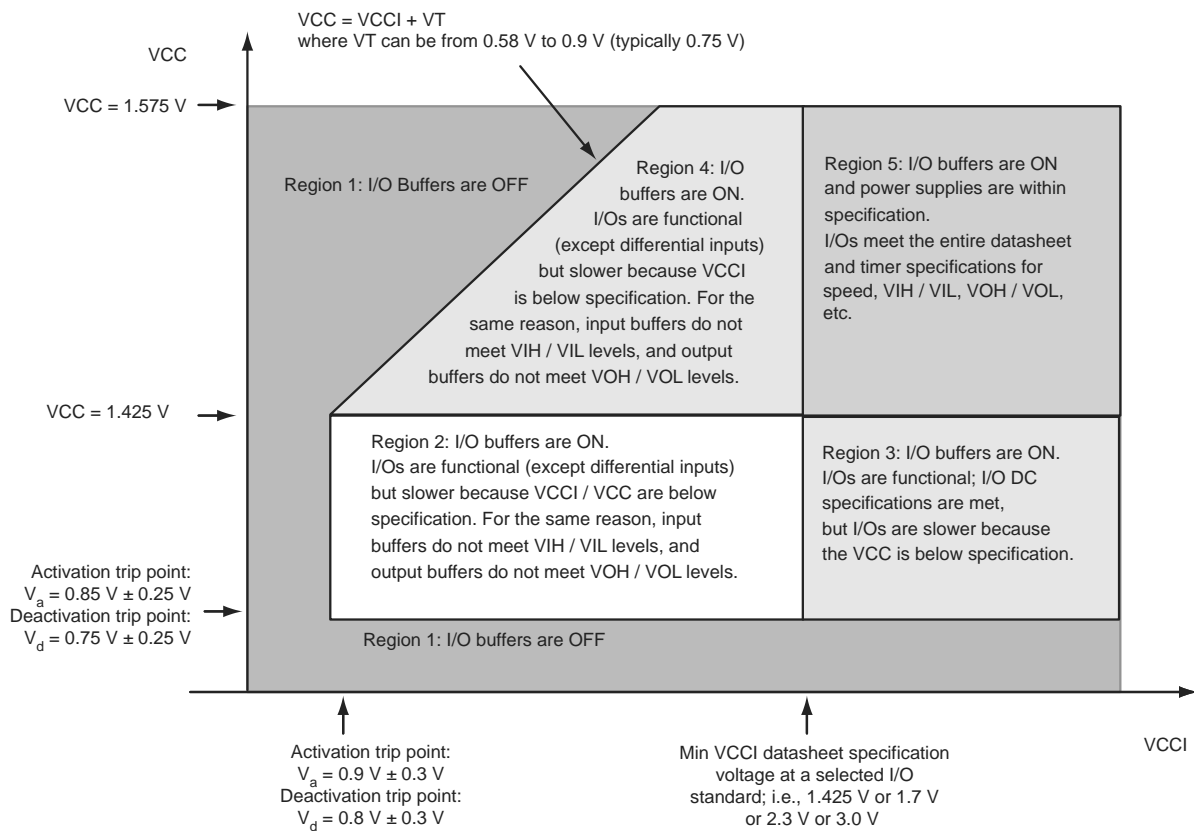 VCC = VCCI + VT
where VT can be from 0.58 V to 0.9 V (typically 0.75 V)
VCC
VCC = 1.575 V
Region 1: I/O Buffers are OFF
Region 4: I/O
buffers are ON.
I/Os are functional
(except differential inputs)
but slower because VCCI
is below specification. For the
same reason, input buffers do not
meet VIH / VIL levels, and output
buffers do not meet VOH / VOL levels.
Region 5: I/O buffers are ON
and power supplies are within
specification.
I/Os meet the entire datasheet
and timer specifications for
speed, VIH / VIL, VOH / VOL,
etc.
VCC = 1.425 V
Region 2: I/O buffers are ON.
I/Os are functional (except differential inputs)
but slower because VCCI / VCC are below
specification. For the same reason, input
buffers do not meet VIH / VIL levels, and
output buffers do not meet VOH / VOL levels.
Region 3: I/O buffers are ON.
I/Os are functional; I/O DC
specifications are met,
but I/Os are slower because
the VCC is below specification.
Activation trip point:
Va = 0.85 V ± 0.25 V
Deactivation trip point:
Vd = 0.75 V ± 0.25 V
Region 1: I/O buffers are OFF
Activation trip point:
Va = 0.9 V ± 0.3 V
Deactivation trip point:
Vd = 0.8 V ± 0.3 V
Min VCCI datasheet specification
voltage at a selected I/O
standard; i.e., 1.425 V or 1.7 V
or 2.3 V or 3.0 V
VCCI